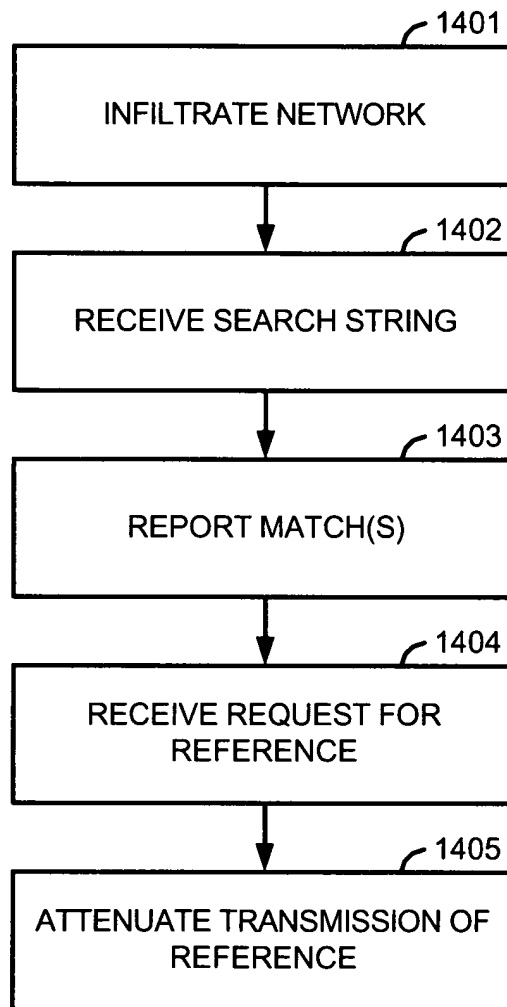 1401
INFILTRATE NETWORK
1402
RECEIVE SEARCH STRING
1403
REPORT MATCH(S)
1404
RECEIVE REQUEST FOR
REFERENCE
1405
ATTENUATE TRANSMISSION OF
REFERENCE